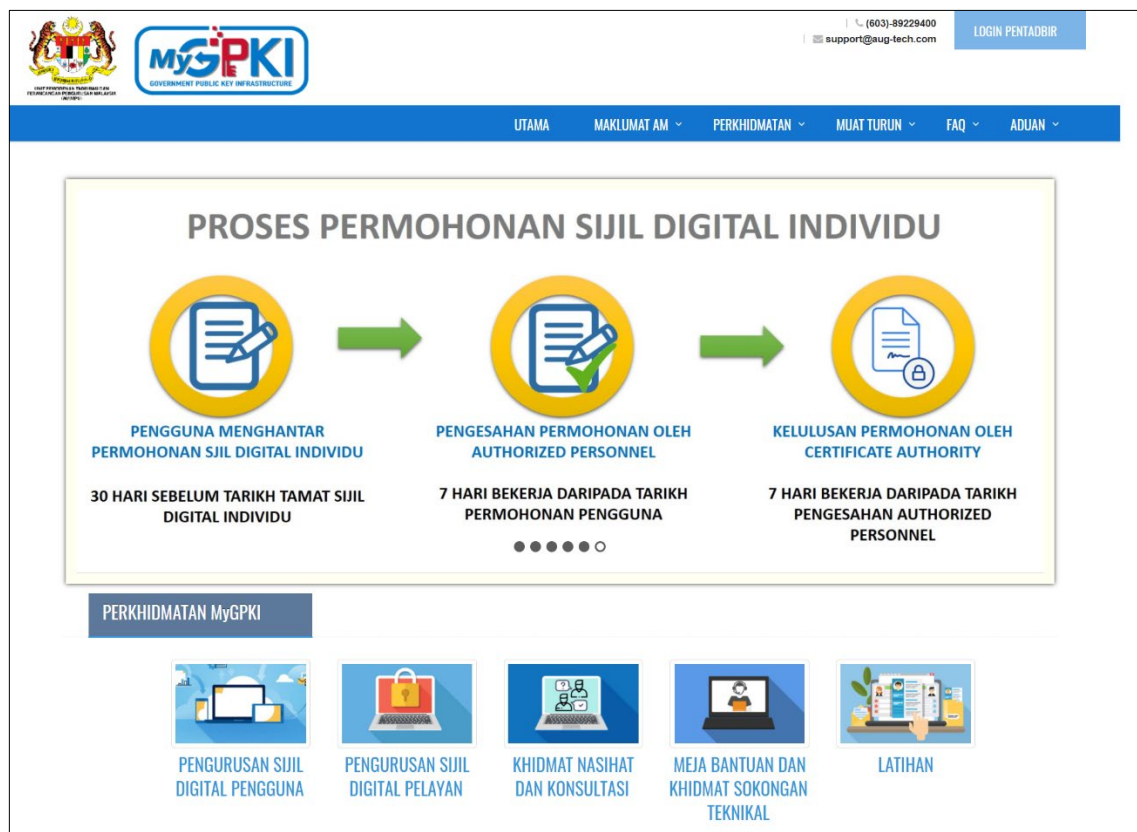 (603)-89229400
support@aug-tech.com
LOGIN PENTADBIR
MyGPKI
GOVERNMENT PUBLIC KEY INFRASTRUCTURE
UTAMA MAKLUMAT AM PERKHIDMATAN MUAT TURUN FAQ ADUAN
PROSES PERMOHONAN SIJIL DIGITAL INDIVIDU
PENGGUNA MENGHANTAR
PERMOHONAN SJIL DIGITAL INDIVIDU
30 HARI SEBELUM TARIKH TAMAT SIJIL
DIGITAL INDIVIDU
PENGESAHAN PERMOHONAN OLEH
AUTHORIZED PERSONNEL
7 HARI BEKERJA DARIPADA TARIKH
PERMOHONAN PENGGUNA
KELULUSAN PERMOHONAN OLEH
CERTIFICATE AUTHORITY
7 HARI BEKERJA DARIPADA TARIKH
PENGESAHAN AUTHORIZED
PERSONNEL
PERKHIDMATAN MyGPKI
PENGURUSAN SIJIL
DIGITAL PENGGUNA
PENGURUSAN SIJIL
DIGITAL PELAYAN
KHIDMAT NASIHAT
DAN KONSULTASI
MEJA BANTUAN DAN
KHIDMAT SOKONGAN
TEKNIKAL
LATIHAN